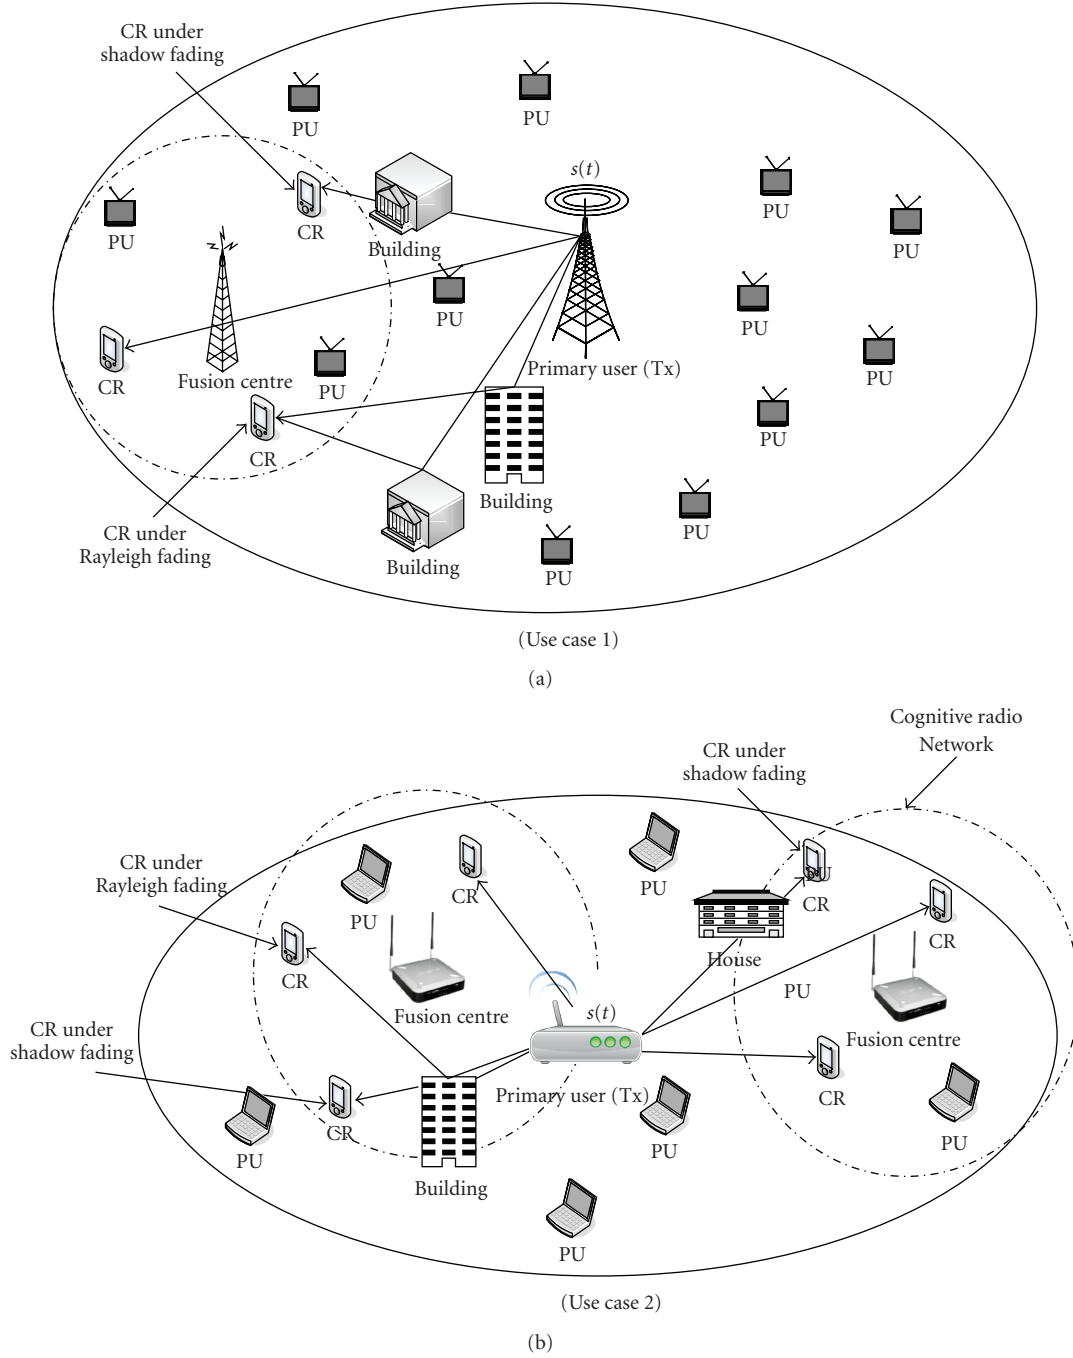 CR under
shadow fading
PU
PU
s(t)
PU
PU
CR
PU
Building
PU
PU
PU
Primary user (Tx)
PU
CR
Fusion centre
PU
PU
CR
Building
PU
CR under
Rayleigh fading
Building
PU
(Use case 1)
(a)
Cognitive radio
Network
CR under
shadow fading
CR under
Rayleigh fading
CR
PU
PU
PU
CR
CR
PU
House
CR
PU
Fusion centre
s(t)
Fusion centre
CR under
shadow fading
Primary user (Tx)
CR
CR
PU
PU
PU
Building
PU
(Use case 2)
(b)